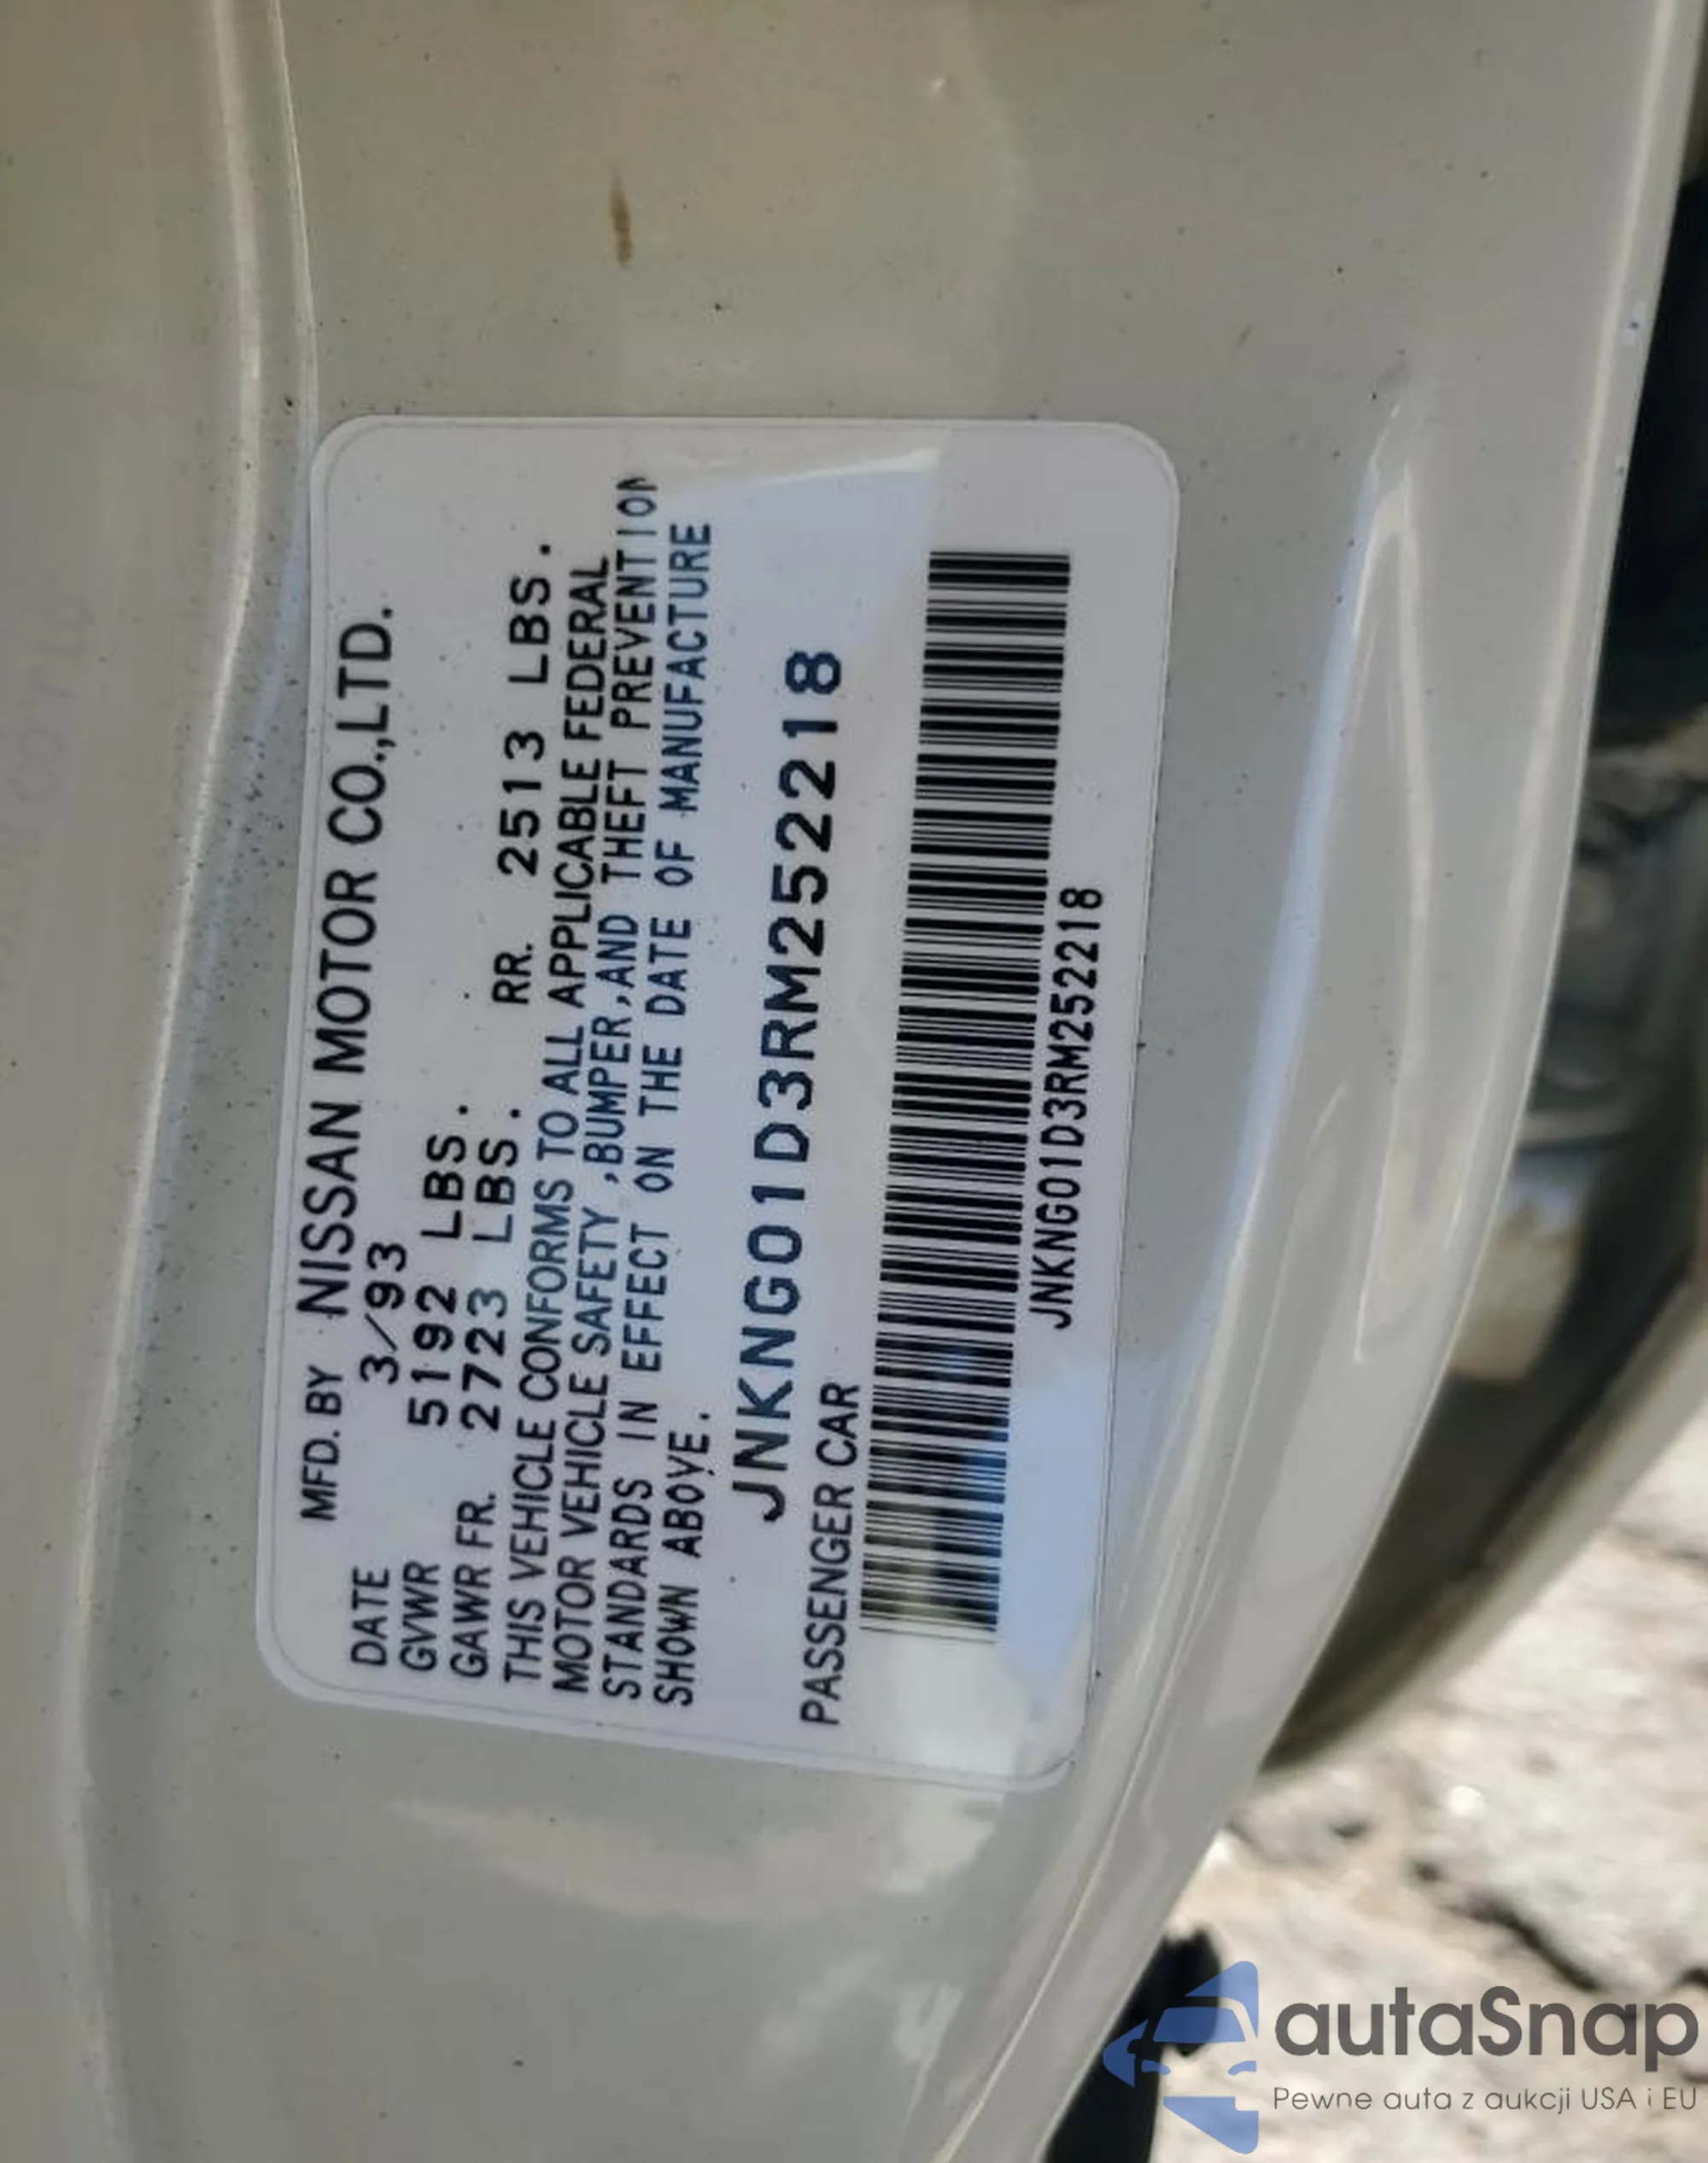 MFD. BY NISSAN MOTOR CO.,LTD.
DATE 3/93
GVWR 5192 LBS.
GAWR FR. 2723 LBS. RR. 2513 LBS.
THIS VEHICLE CONFORMS TO ALL APPLICABLE FEDERAL
MOTOR VEHICLE SAFETY ,BUMPER,AND THEFT PREVENTION
STANDARDS IN EFFECT ON THE DATE OF MANUFACTURE
SHOWN ABOVE.
JNKNG01D3RM252218
PASSENGER CAR
JNKNG01D3RM252218
autaSnap
Pewne auta z aukcji USA i EU